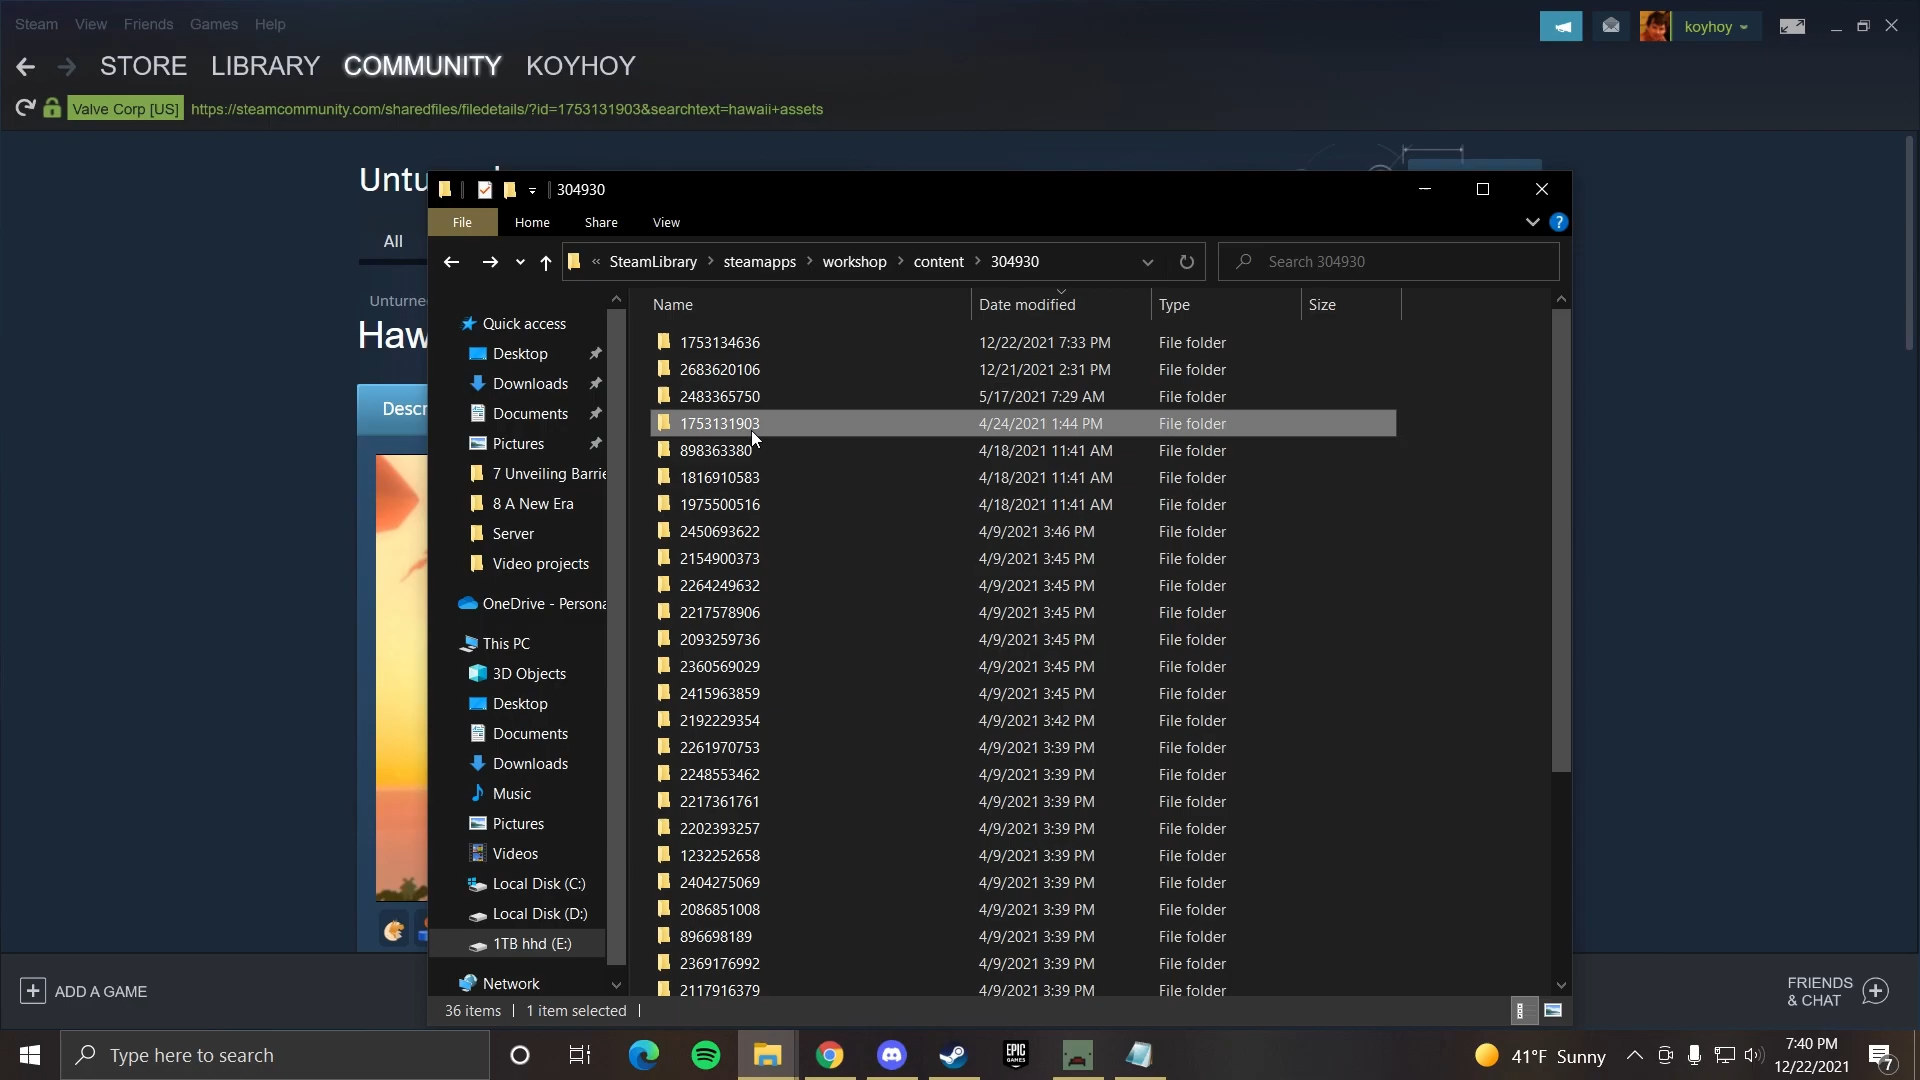 Steam View Friends Games Help
koyhoy
STORE LIBRARY COMMUNITY KOYHOY
Valve Corp [US] https://steamcommunity.com/sharedfiles/filedetails/?id=1753131903&searchtext=hawaii+assets
All
Haw
304930
File Home Share View
« SteamLibrary > steamapps > workshop > content > 304930
Search 304930
Name Date modified Type Size
Quick access
Desktop
Downloads
Documents
Pictures
7 Unveiling Barrie
8 A New Era
Server
Video projects
OneDrive - Persona
This PC
3D Objects
Desktop
Documents
Downloads
Music
Pictures
Videos
Local Disk (C:)
Local Disk (D:)
1TB hhd (E:)
Network
1753134636 12/22/2021 7:33 PM File folder
2683620106 12/21/2021 2:31 PM File folder
2483365750 5/17/2021 7:29 AM File folder
1753131903 4/24/2021 1:44 PM File folder
898363380 4/18/2021 11:41 AM File folder
1816910583 4/18/2021 11:41 AM File folder
1975500516 4/18/2021 11:41 AM File folder
2450693622 4/9/2021 3:46 PM File folder
2154900373 4/9/2021 3:45 PM File folder
2264249632 4/9/2021 3:45 PM File folder
2217578906 4/9/2021 3:45 PM File folder
2093259736 4/9/2021 3:45 PM File folder
2360569029 4/9/2021 3:45 PM File folder
2415963859 4/9/2021 3:45 PM File folder
2192229354 4/9/2021 3:42 PM File folder
2261970753 4/9/2021 3:39 PM File folder
2248553462 4/9/2021 3:39 PM File folder
2217361761 4/9/2021 3:39 PM File folder
2202393257 4/9/2021 3:39 PM File folder
1232252658 4/9/2021 3:39 PM File folder
2404275069 4/9/2021 3:39 PM File folder
2086851008 4/9/2021 3:39 PM File folder
896698189 4/9/2021 3:39 PM File folder
2369176992 4/9/2021 3:39 PM File folder
2117916379 4/9/2021 3:39 PM File folder
36 items 1 item selected
ADD A GAME
FRIENDS
& CHAT
Type here to search
EPIC
GAMES
41°F Sunny
7:40 PM
12/22/2021
7